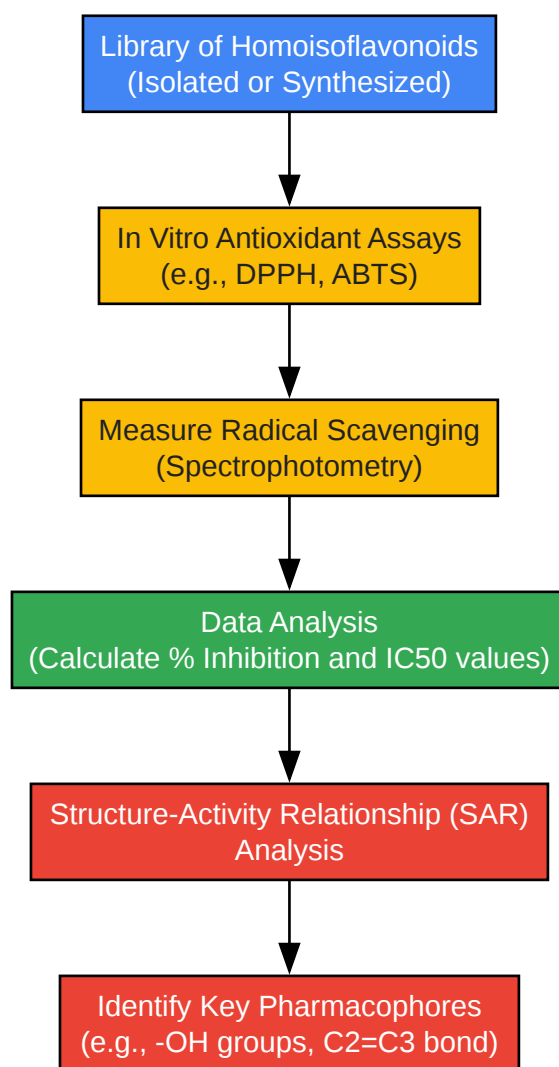 Library of Homoisoflavonoids
(Isolated or Synthesized)
In Vitro Antioxidant Assays
(e.g., DPPH, ABTS)
Measure Radical Scavenging
(Spectrophotometry)
Data Analysis
(Calculate % Inhibition and IC50 values)
Structure-Activity Relationship (SAR)
Analysis
Identify Key Pharmacophores
(e.g., -OH groups, C2=C3 bond)